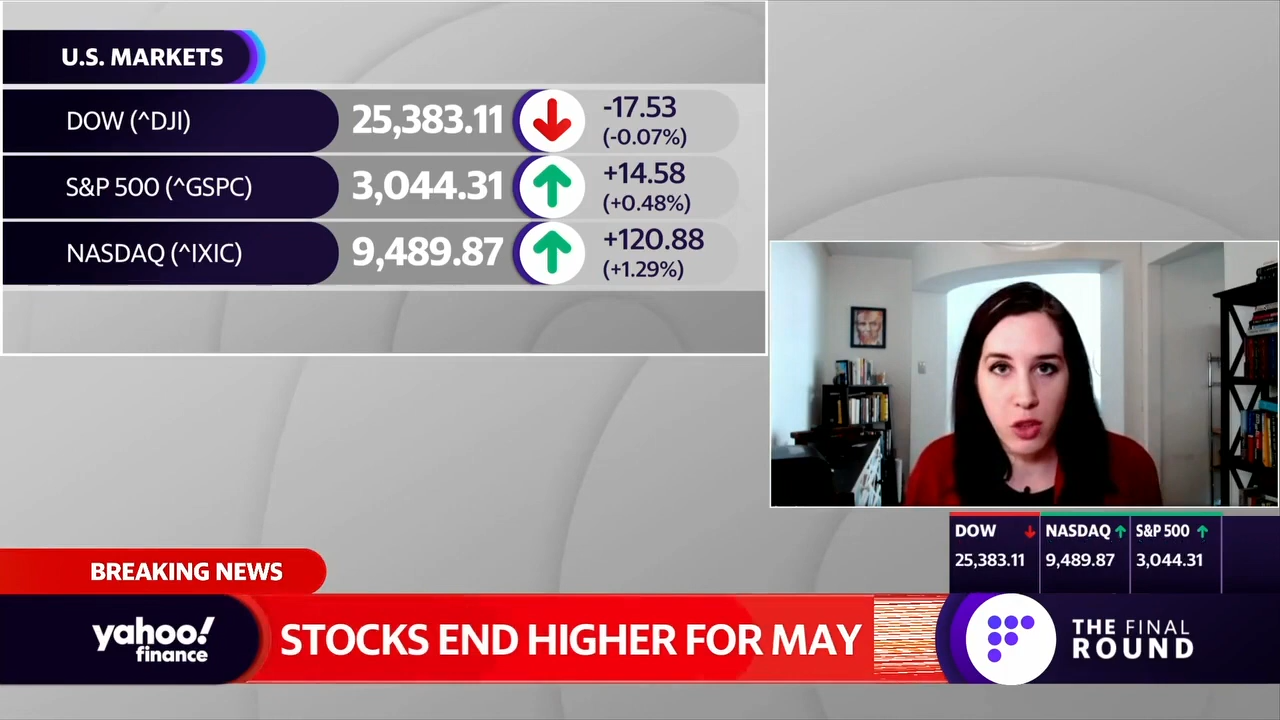 U.S. MARKETS
DOW (^DJI) 25,383.11 -17.53
(-0.07%)
S&P 500 (^GSPC) 3,044.31 +14.58
(+0.48%)
NASDAQ (^IXIC) 9,489.87 +120.88
(+1.29%)
DOW NASDAQ S&P 500
25,383.11 9,489.87 3,044.31
BREAKING NEWS
yahoo!
finance
STOCKS END HIGHER FOR MAY
THE FINAL
ROUND